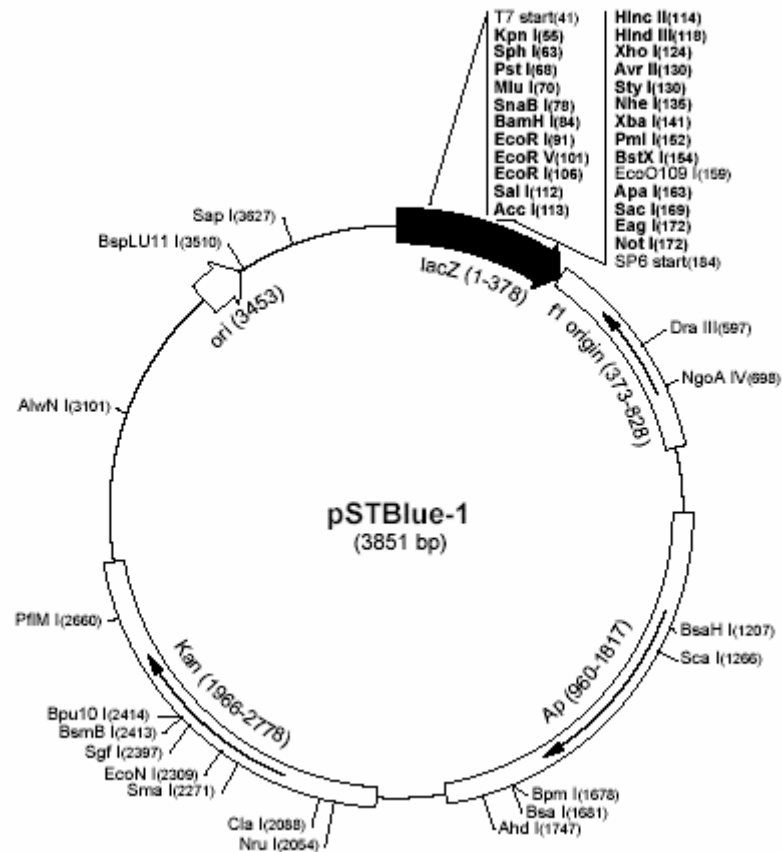 T7 start(41)
Kpn I(55)
Sph I(63)
Pst I(68)
Mlu I(70)
SnaB I(78)
BamH I(84)
EcoR I(91)
EcoR V(101)
EcoR I(106)
Sal I(112)
Acc I(113)
Hinc II(114)
Hind III(118)
Xho I(124)
Avr II(130)
Sty I(130)
Nhe I(135)
Xba I(141)
Pml I(152)
BstX I(154)
EcoO109 I(159)
Apa I(163)
Sac I(169)
Eag I(172)
Not I(172)
SP6 start(184)
Sap I(3627)
BspLU11 I(3510)
ori (3453)
lacZ (1-378)
f1 origin (373-828)
Dra III(597)
NgoA IV(698)
AlwN I(3101)
pSTBlue-1
(3851 bp)
PflM I(2660)
Kan (1966-2778)
Ap (960-1817)
BsaH I(1207)
Sca I(1266)
Bpu10 I(2414)
BsmB I(2413)
Sgf I(2397)
EcoN I(2309)
Sma I(2271)
Cla I(2088)
Nru I(2054)
Bpm I(1678)
Bsa I(1681)
Ahd I(1747)